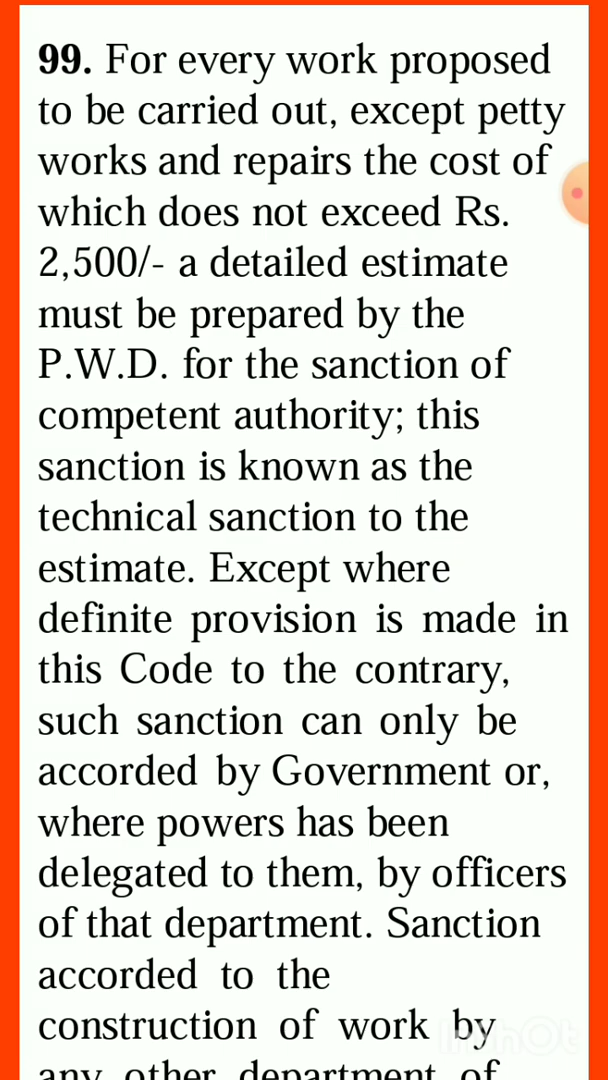 99. For every work proposed
to be carried out, except petty
works and repairs the cost of
which does not exceed Rs.
2,500/- a detailed estimate
must be prepared by the
P.W.D. for the sanction of
competent authority; this
sanction is known as the
technical sanction to the
estimate. Except where
definite provision is made in
this Code to the contrary,
such sanction can only be
accorded by Government or,
where powers has been
delegated to them, by officers
of that department. Sanction
accorded to the
construction of work by
any other department of